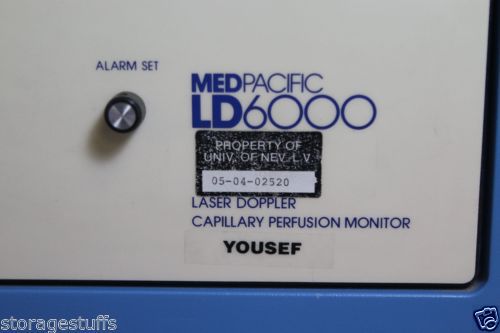 ALARM SET
MEDPACIFIC
LD6000
PROPERTY OF
UNIV. OF NEV. L.V.
05-04-02520
LASER DOPPLER
CAPILLARY PERFUSION MONITOR
YOUSEF
storagestuffs